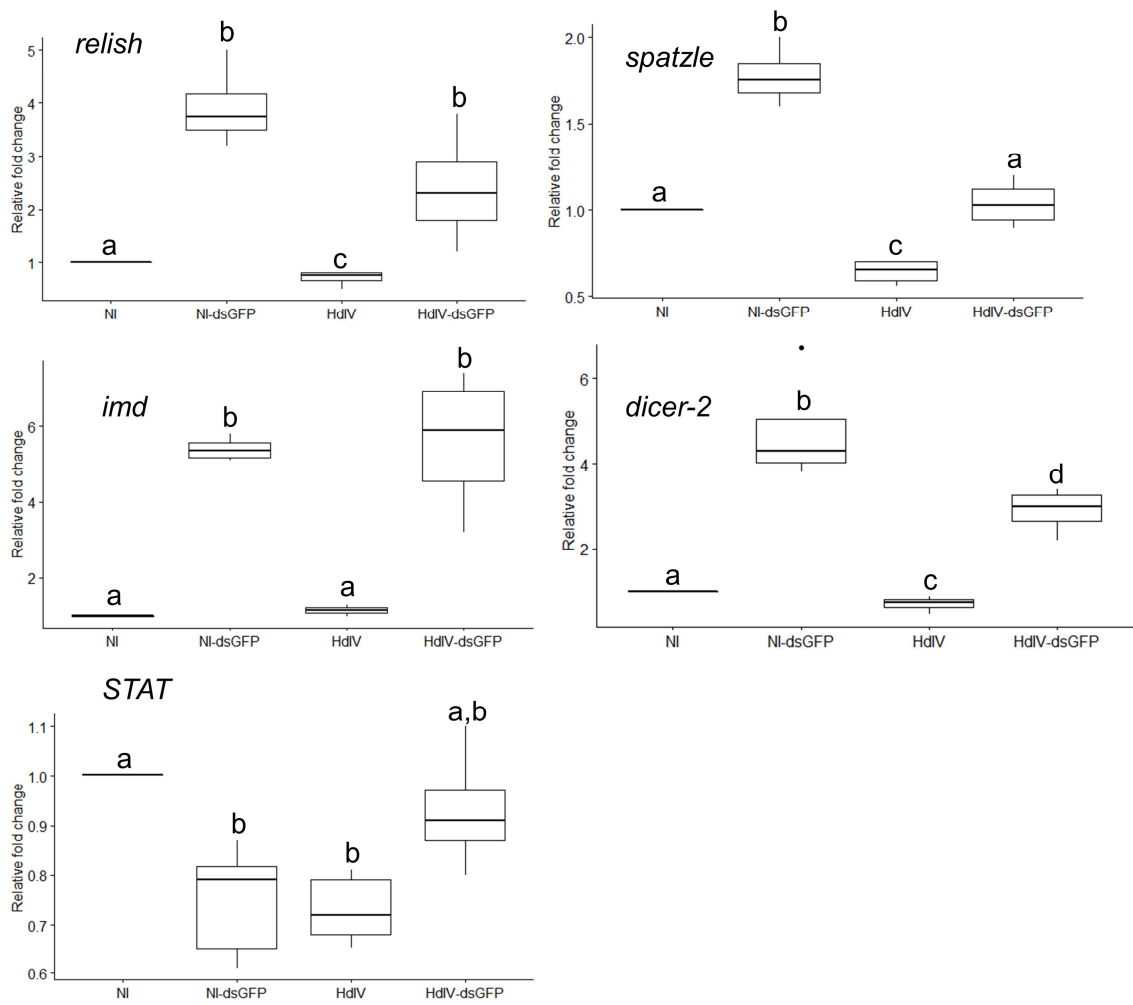 relish
Relative fold change
5
4
3
2
1
a
b
c
b
NI
NI-dsGFP
HdIV
HdIV-dsGFP
spatzle
Relative fold change
2.0
1.5
1.0
0.5
a
b
c
a
NI
NI-dsGFP
HdIV
HdIV-dsGFP
imd
Relative fold change
6
4
2
a
b
a
b
NI
NI-dsGFP
HdIV
HdIV-dsGFP
dicer-2
Relative fold change
6
4
2
a
b
c
d
NI
NI-dsGFP
HdIV
HdIV-dsGFP
STAT
Relative fold change
1.1
1.0
0.9
0.8
0.7
0.6
a
b
b
a,b
NI
NI-dsGFP
HdIV
HdIV-dsGFP